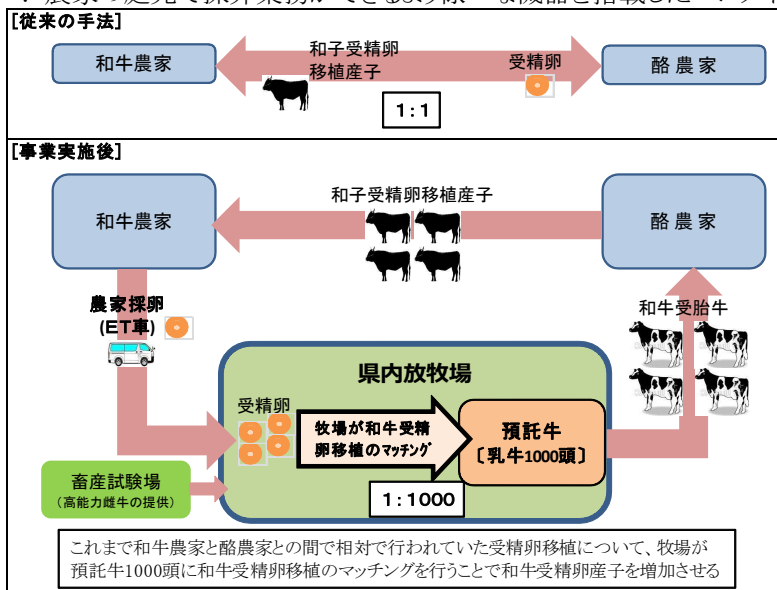 [従来の手法]
和牛農家
和子受精卵
移植産子
受精卵
酪 農 家
1:1
[事業実施後]
和牛農家
和子受精卵移植産子
酪 農 家
農家採卵
(ET車)
和牛受胎牛
県内放牧場
受精卵
牧場が和牛受精
卵移植のマッチング
預託牛
〔乳牛1000頭〕
畜産試験場
(高能力雌牛の提供)
1:1000
これまで和牛農家と酪農家との間で相対で行われていた受精卵移植について、牧場が
預託牛1000頭に和牛受精卵移植のマッチングを行うことで和牛受精卵産子を増加させる